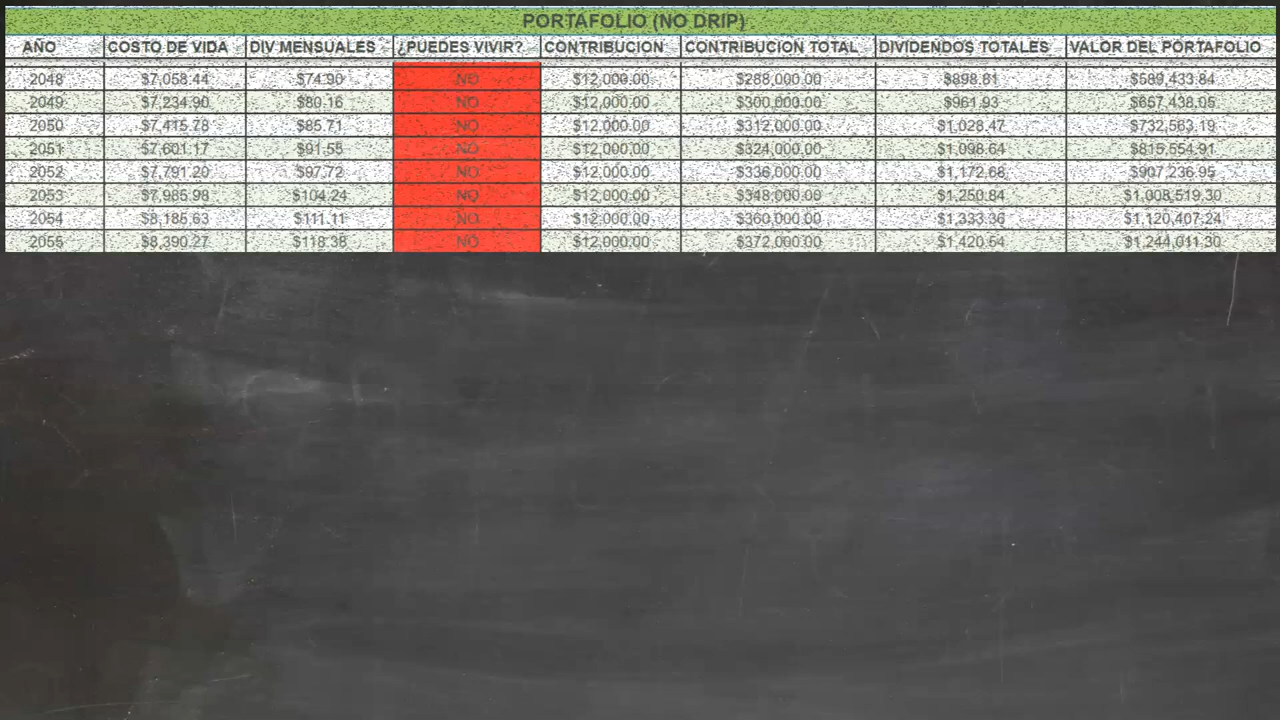 PORTAFOLIO (NO DRIP)
AÑO COSTO DE VIDA DIV MENSUALES ¿PUEDES VIVIR? CONTRIBUCION CONTRIBUCION TOTAL DIVIDENDOS TOTALES VALOR DEL PORTAFOLIO
2048 $7,058.44 $74.90 NO $12,000.00 $288,000.00 $898.81 $589,433.84
2049 $7,234.90 $80.16 NO $12,000.00 $300,000.00 $961.93 $657,438.05
2050 $7,415.78 $85.71 NO $12,000.00 $312,000.00 $1,028.47 $732,563.19
2051 $7,601.17 $91.55 NO $12,000.00 $324,000.00 $1,098.64 $815,554.91
2052 $7,791.20 $97.72 NO $12,000.00 $336,000.00 $1,172.68 $907,236.95
2053 $7,985.98 $104.24 NO $12,000.00 $348,000.00 $1,250.84 $1,008,519.30
2054 $8,185.63 $111.11 NO $12,000.00 $360,000.00 $1,333.36 $1,120,407.24
2055 $8,390.27 $118.38 NO $12,000.00 $372,000.00 $1,420.54 $1,244,011.30